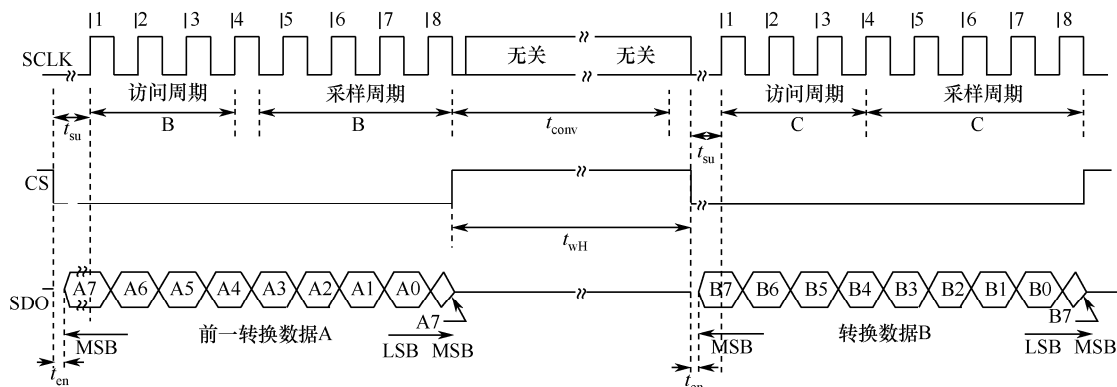 1 2 3 4 5 6 7 8 1 2 3 4 5 6 7 8
SCLK 无关 无关
访问周期 采样周期 访问周期 采样周期
tsu B B tconv tsu C C
CS
twH
SDO A7 A6 A5 A4 A3 A2 A1 A0 B7 B6 B5 B4 B3 B2 B1 B0
A7 B7
MSB 前一转换数据A LSB MSB MSB 转换数据B LSB MSB
ten ten